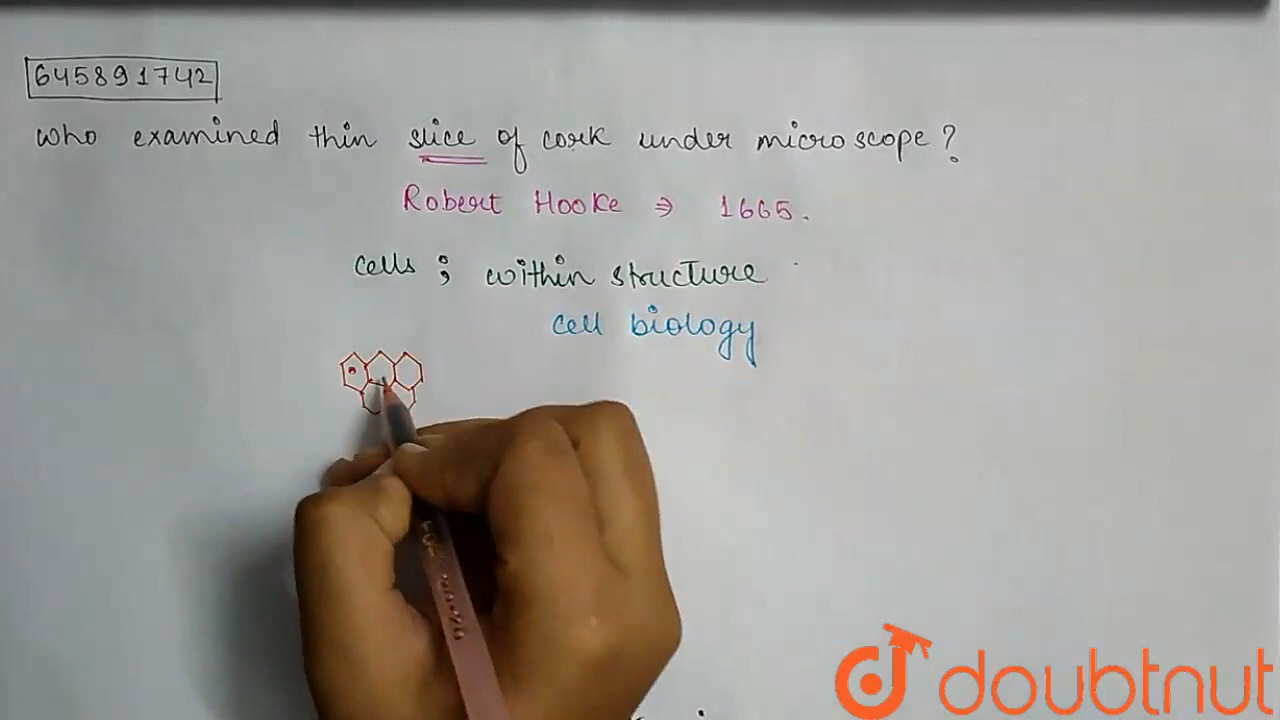 645891742
who examined thin slice of cork under microscope?
Robert Hooke ⇒ 1665.
cells ; within structure
cell biology
doubtnut